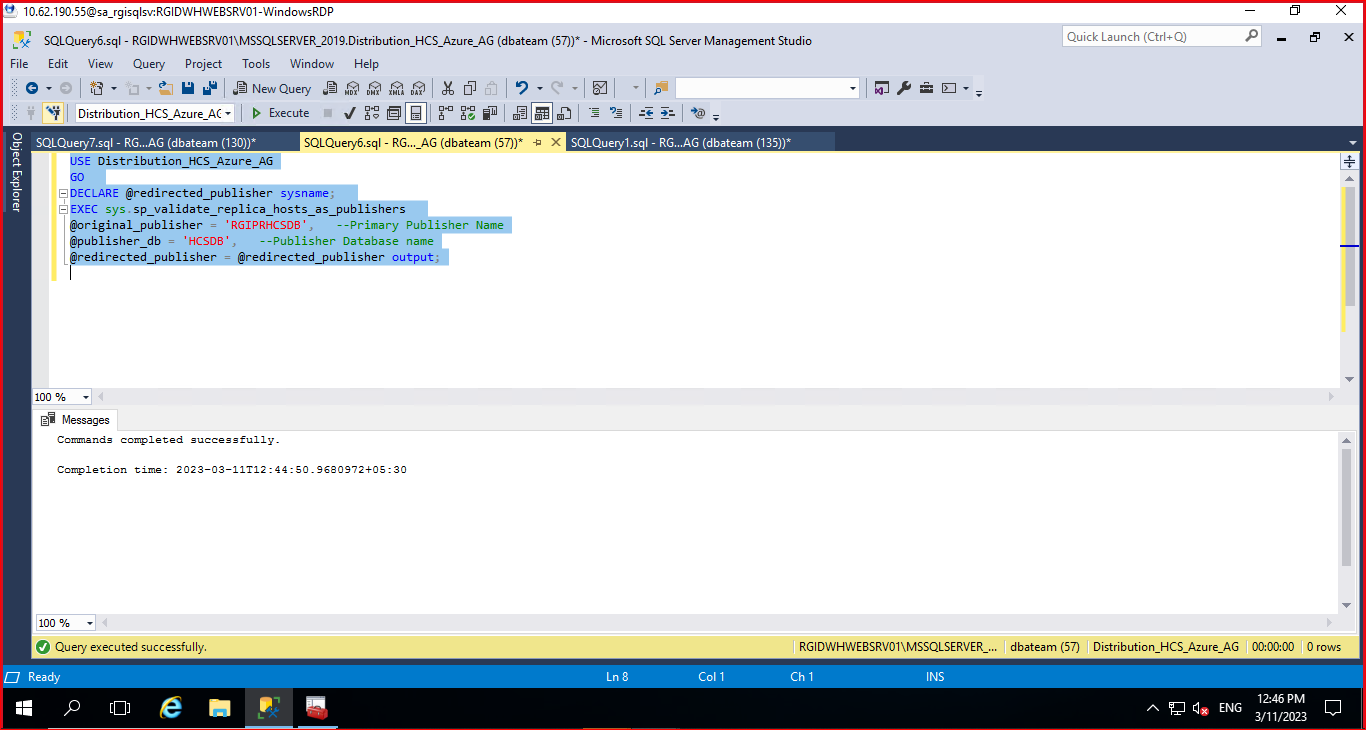 10.62.190.55@sa_rgisqlsv:RGIDWHWEBSRV01-WindowsRDP
SQLQuery6.sql - RGIDWHWEBSRV01\MSSQLSERVER_2019.Distribution_HCS_Azure_AG (dbateam (57))* - Microsoft SQL Server Management Studio
Quick Launch (Ctrl+Q)
File Edit View Query Project Tools Window Help
New Query MDX DMX XMLA DAX
Distribution_HCS_Azure_AG Execute
Object Explorer
SQLQuery7.sql - RG...AG (dbateam (130))* SQLQuery6.sql - RG..._AG (dbateam (57))* SQLQuery1.sql - RG...AG (dbateam (135))*
USE Distribution_HCS_Azure_AG
GO
DECLARE @redirected_publisher sysname;
EXEC sys.sp_validate_replica_hosts_as_publishers
@original_publisher = 'RGIPRHCSDB', --Primary Publisher Name
@publisher_db = 'HCSDB', --Publisher Database name
@redirected_publisher = @redirected_publisher output;
100 %
Messages
Commands completed successfully.
Completion time: 2023-03-11T12:44:50.9680972+05:30
100 %
Query executed successfully. RGIDWHWEBSRV01\MSSQLSERVER_... dbateam (57) Distribution_HCS_Azure_AG 00:00:00 0 rows
Ready Ln 8 Col 1 Ch 1 INS
ENG 12:46 PM
3/11/2023